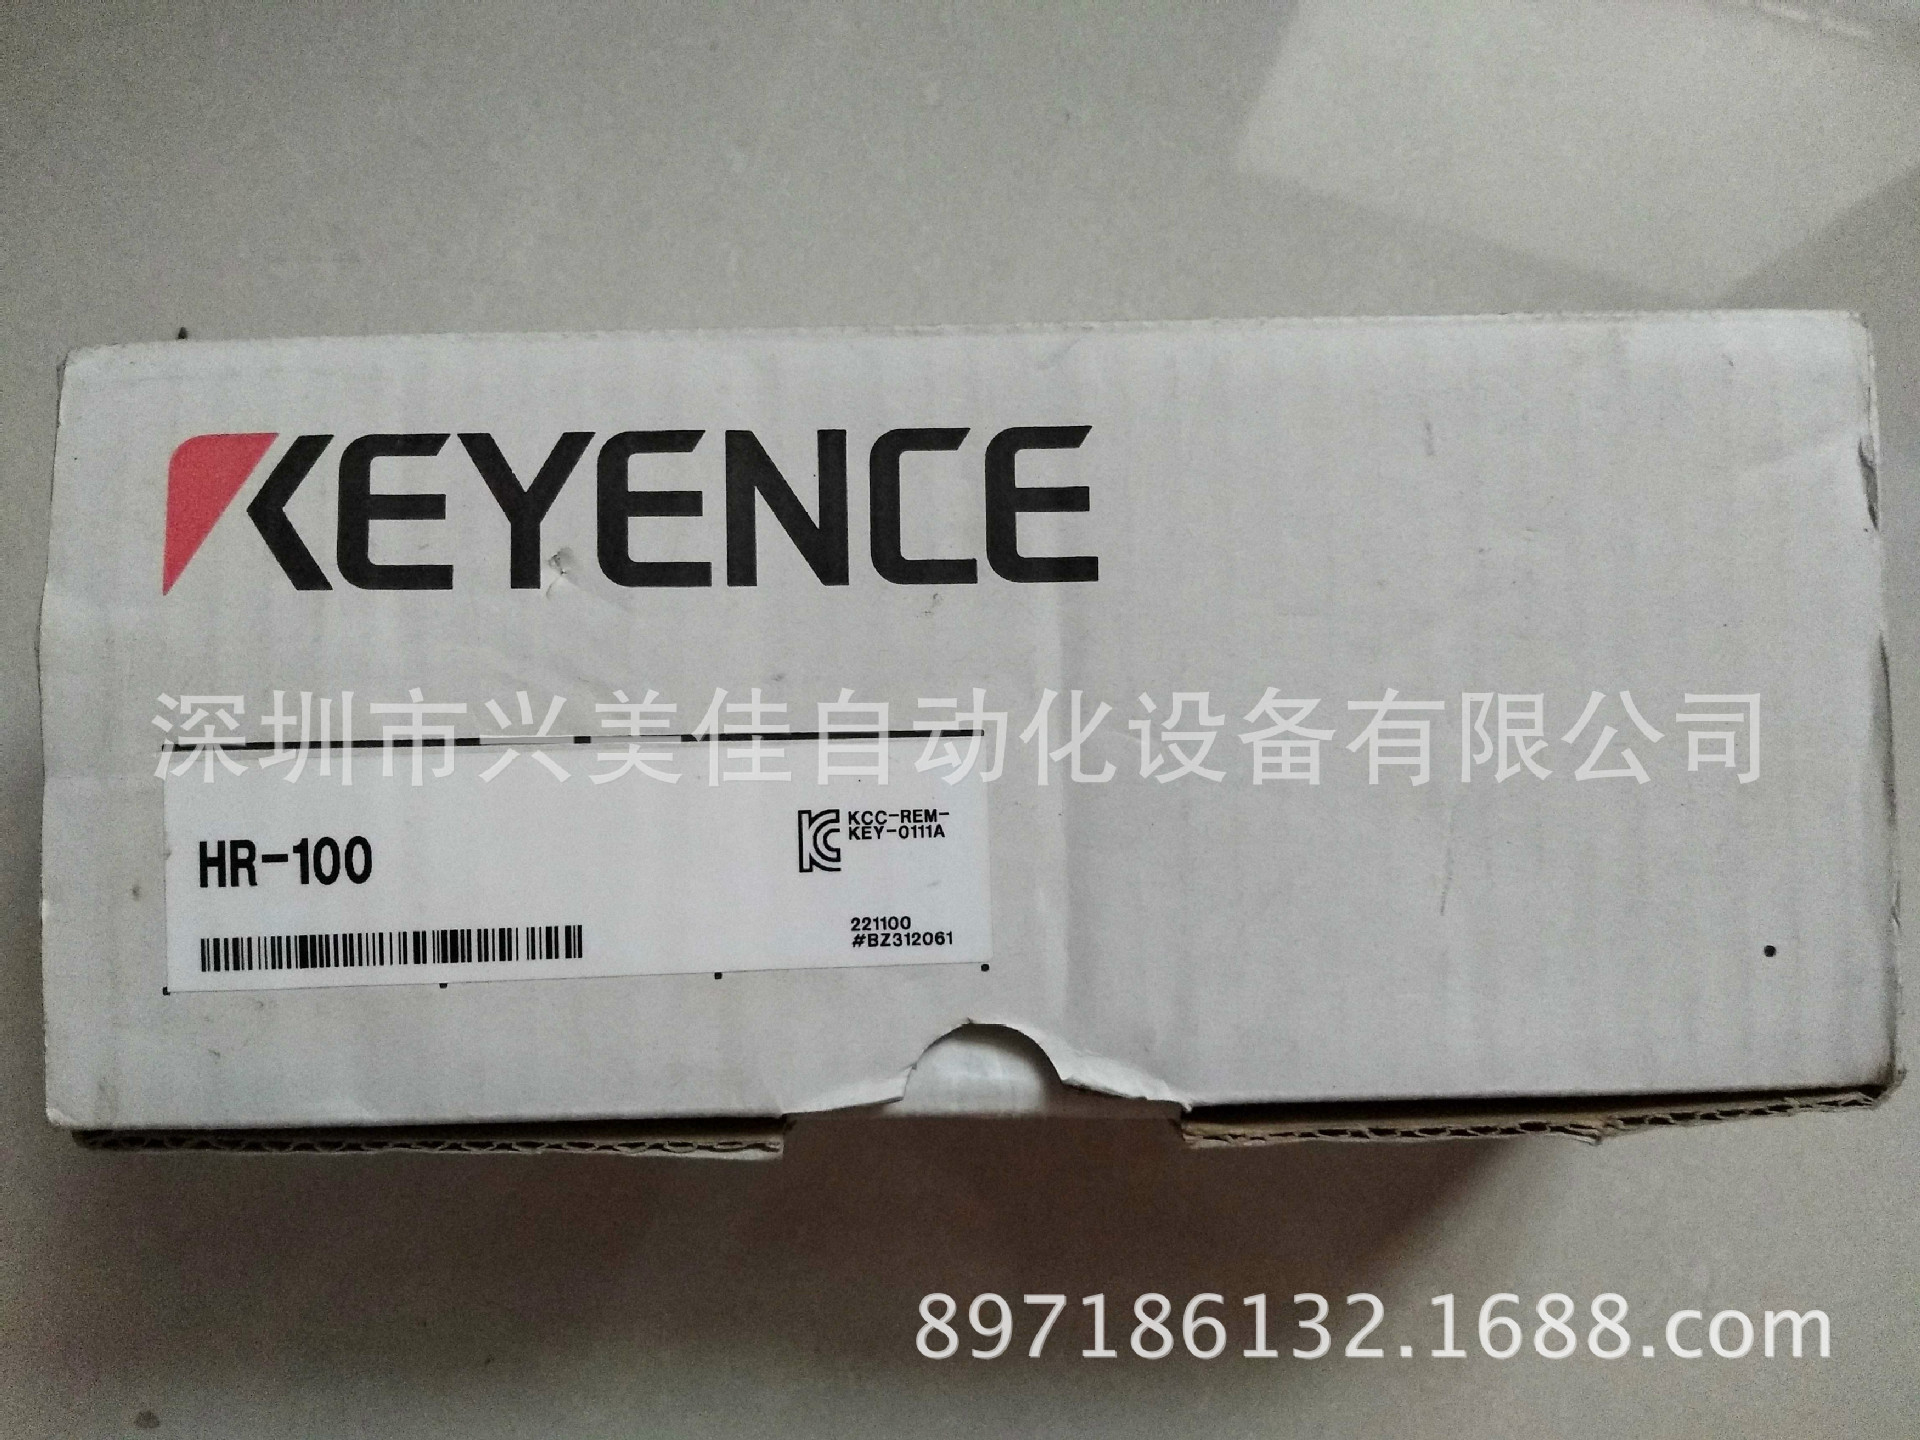 KEYENCE
深圳市兴美佳自动化设备有限公司
HR-100
KCC-REM-
KEY-0111A
221100
#BZ312061
897186132.1688.com